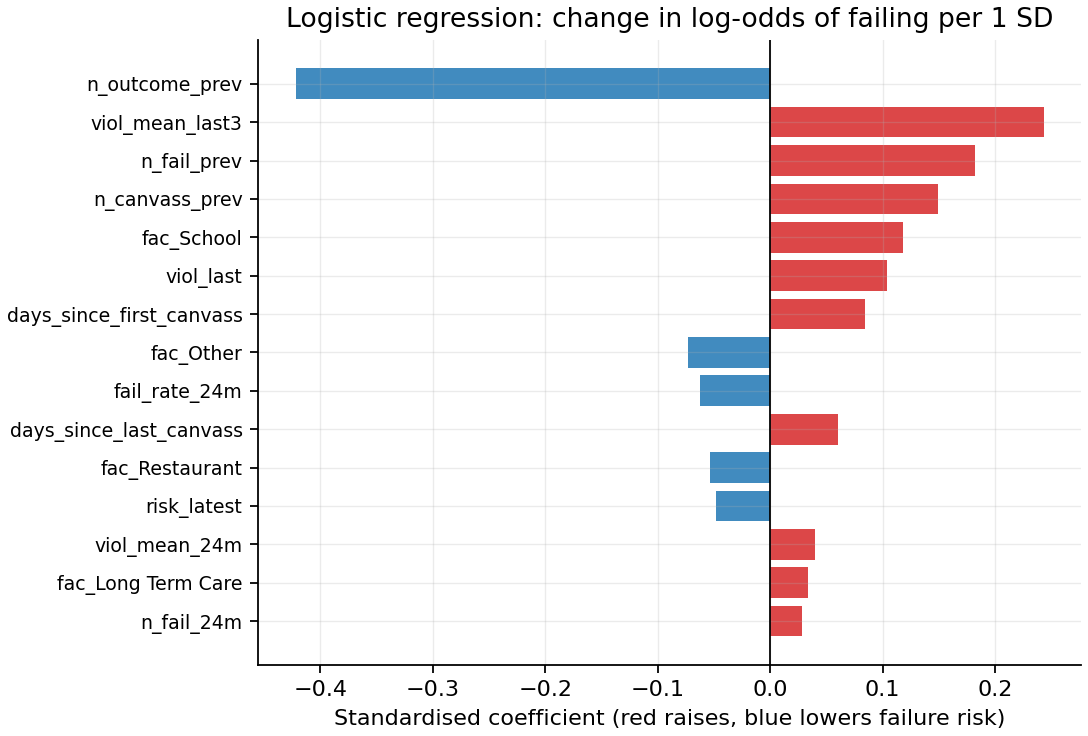 Logistic regression: change in log-odds of failing per 1 SD
n_outcome_prev
viol_mean_last3
n_fail_prev
n_canvass_prev
fac_School
viol_last
days_since_first_canvass
fac_Other
fail_rate_24m
days_since_last_canvass
fac_Restaurant
risk_latest
viol_mean_24m
fac_Long Term Care
n_fail_24m
−0.4 −0.3 −0.2 −0.1 0.0 0.1 0.2
Standardised coefficient (red raises, blue lowers failure risk)